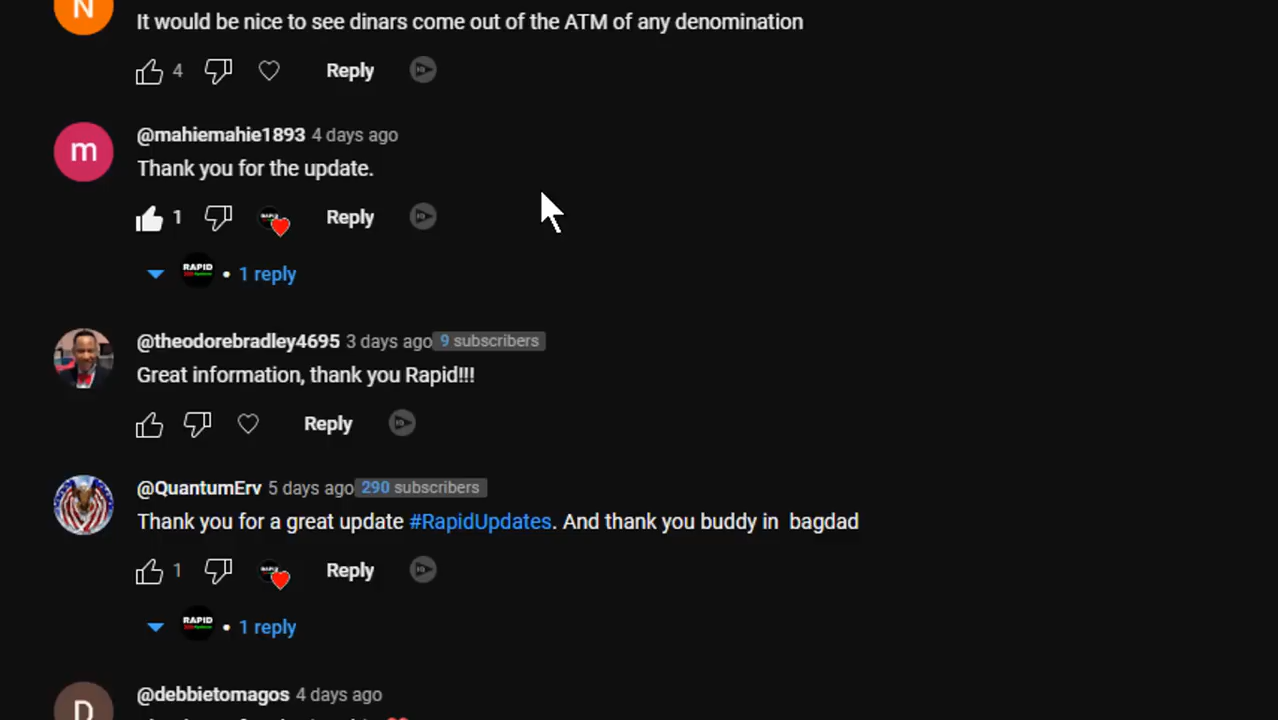 N
It would be nice to see dinars come out of the ATM of any denomination
4 Reply
m
@mahiemahie1893 4 days ago
Thank you for the update.
1 Reply
RAPID • 1 reply
@theodorebradley4695 3 days ago 9 subscribers
Great information, thank you Rapid!!!
Reply
@QuantumErv 5 days ago 290 subscribers
Thank you for a great update #RapidUpdates. And thank you buddy in bagdad
1 Reply
RAPID • 1 reply
D
@debbietomagos 4 days ago